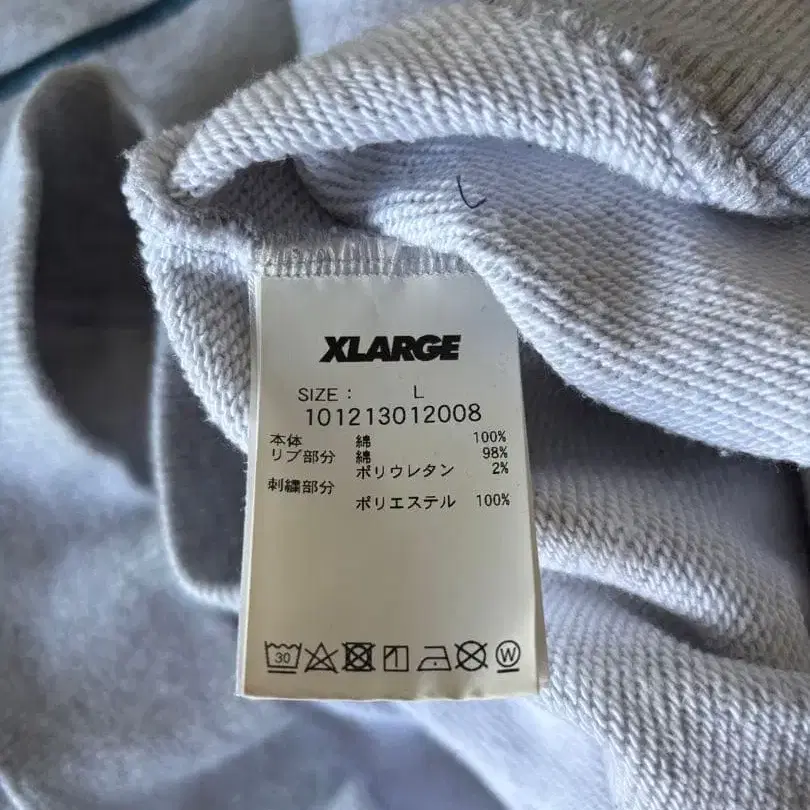 XLARGE
SIZE : L
101213012008
本体 綿 100%
リブ部分 綿 98%
ポリウレタン 2%
刺繍部分
ポリエステル 100%
30 W